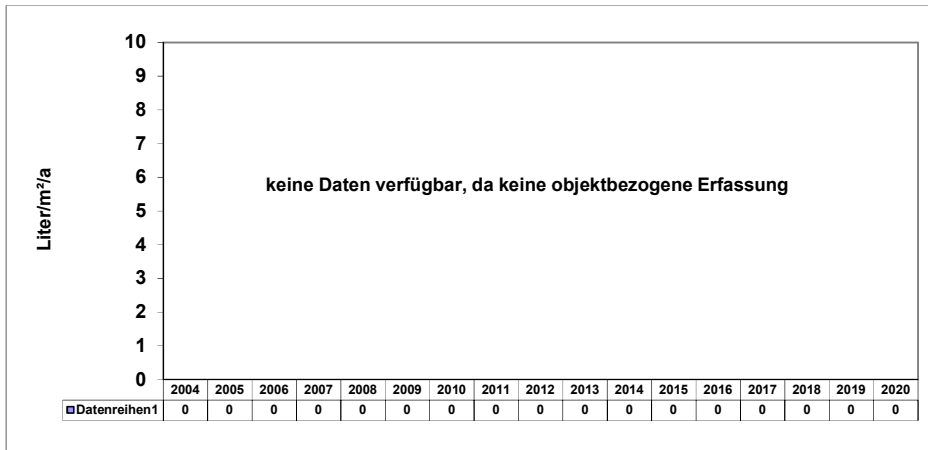 10
9
8
7
6
5
4
3
2
1
0
Liter/m²/a
keine Daten verfügbar, da keine objektbezogene Erfassung
2004 2005 2006 2007 2008 2009 2010 2011 2012 2013 2014 2015 2016 2017 2018 2019 2020
Datenreihen1 0 0 0 0 0 0 0 0 0 0 0 0 0 0 0 0 0